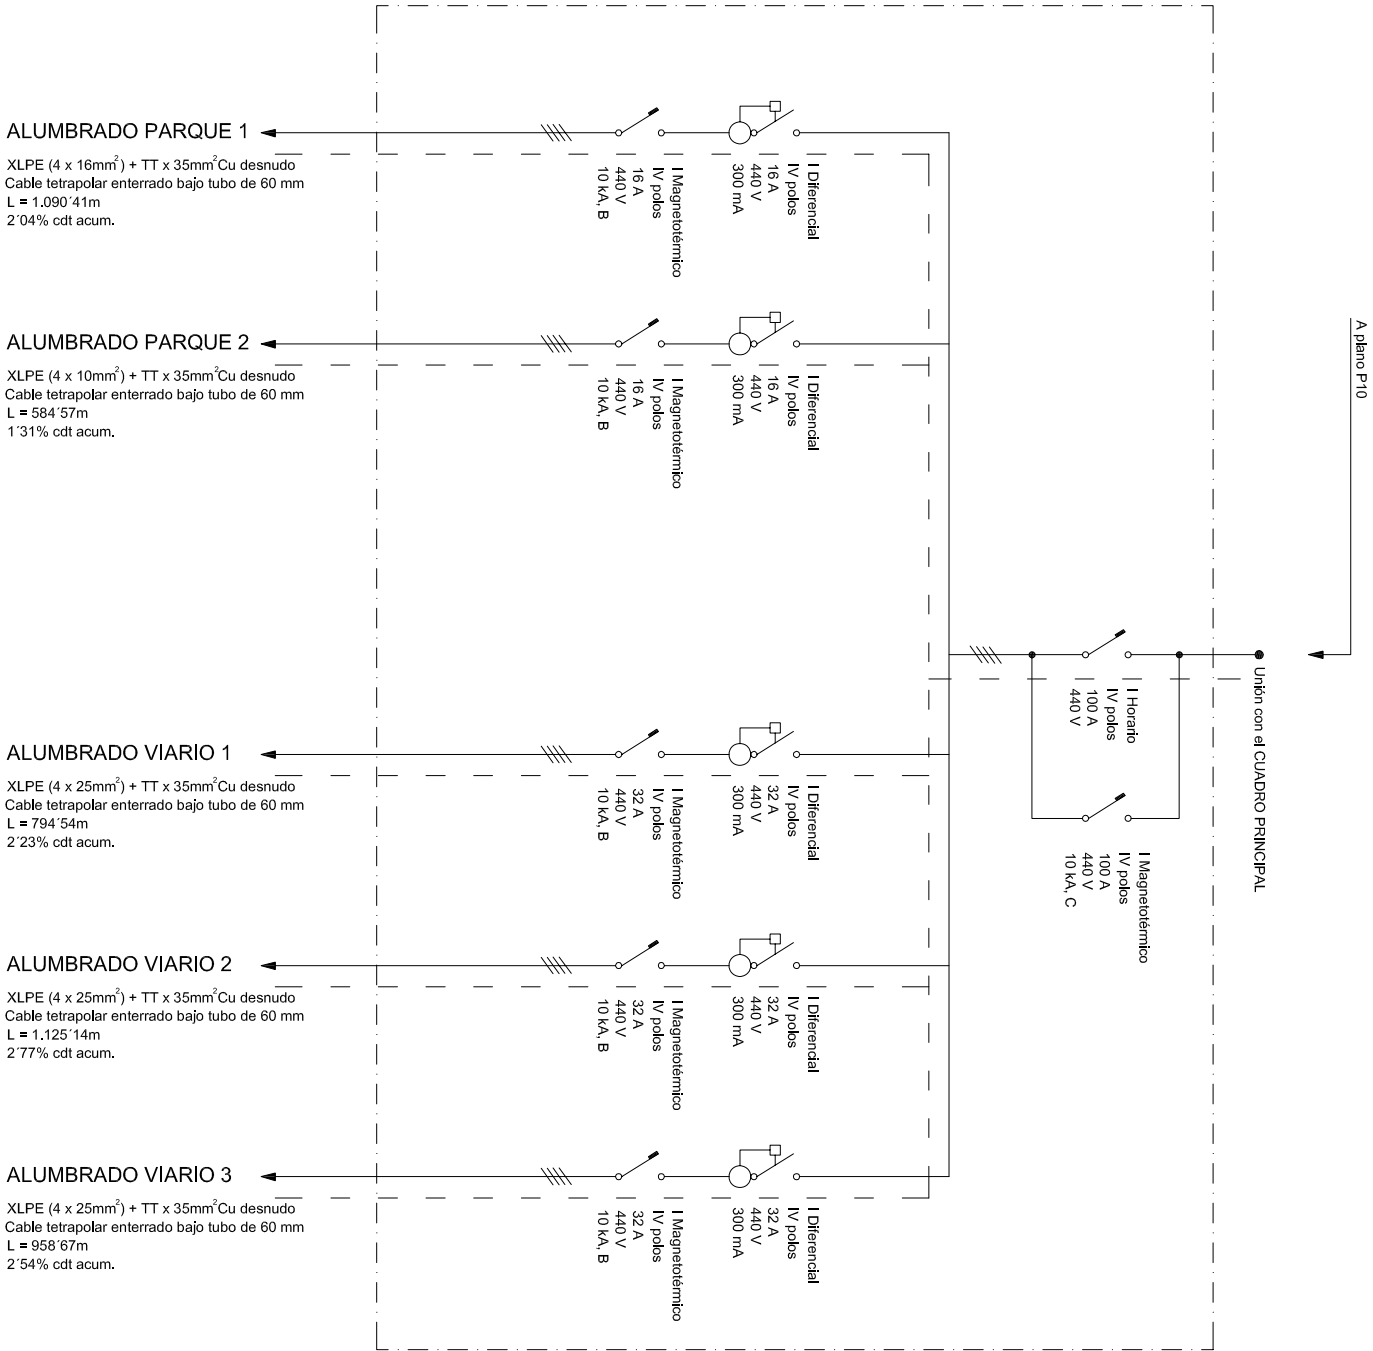 ALUMBRADO PARQUE 1
XLPE (4 x 16mm²) + TT x 35mm²Cu desnudo
Cable tetrapolar enterrado bajo tubo de 60 mm
L = 1.090´41m
2´04% cdt acum.
I Magnetotérmico
IV polos
16 A
440 V
10 kA, B
I Diferencial
IV polos
16 A
440 V
300 mA
ALUMBRADO PARQUE 2
XLPE (4 x 10mm²) + TT x 35mm²Cu desnudo
Cable tetrapolar enterrado bajo tubo de 60 mm
L = 584´57m
1´31% cdt acum.
I Magnetotérmico
IV polos
16 A
440 V
10 kA, B
I Diferencial
IV polos
16 A
440 V
300 mA
A plano P10
Unión con el CUADRO PRINCIPAL
I Horario
IV polos
100 A
440 V
I Magnetotérmico
IV polos
100 A
440 V
10 kA, C
ALUMBRADO VIARIO 1
XLPE (4 x 25mm²) + TT x 35mm²Cu desnudo
Cable tetrapolar enterrado bajo tubo de 60 mm
L = 794´54m
2´23% cdt acum.
I Magnetotérmico
IV polos
32 A
440 V
10 kA, B
I Diferencial
IV polos
32 A
440 V
300 mA
ALUMBRADO VIARIO 2
XLPE (4 x 25mm²) + TT x 35mm²Cu desnudo
Cable tetrapolar enterrado bajo tubo de 60 mm
L = 1.125´14m
2´77% cdt acum.
I Magnetotérmico
IV polos
32 A
440 V
10 kA, B
I Diferencial
IV polos
32 A
440 V
300 mA
ALUMBRADO VIARIO 3
XLPE (4 x 25mm²) + TT x 35mm²Cu desnudo
Cable tetrapolar enterrado bajo tubo de 60 mm
L = 958´67m
2´54% cdt acum.
I Magnetotérmico
IV polos
32 A
440 V
10 kA, B
I Diferencial
IV polos
32 A
440 V
300 mA